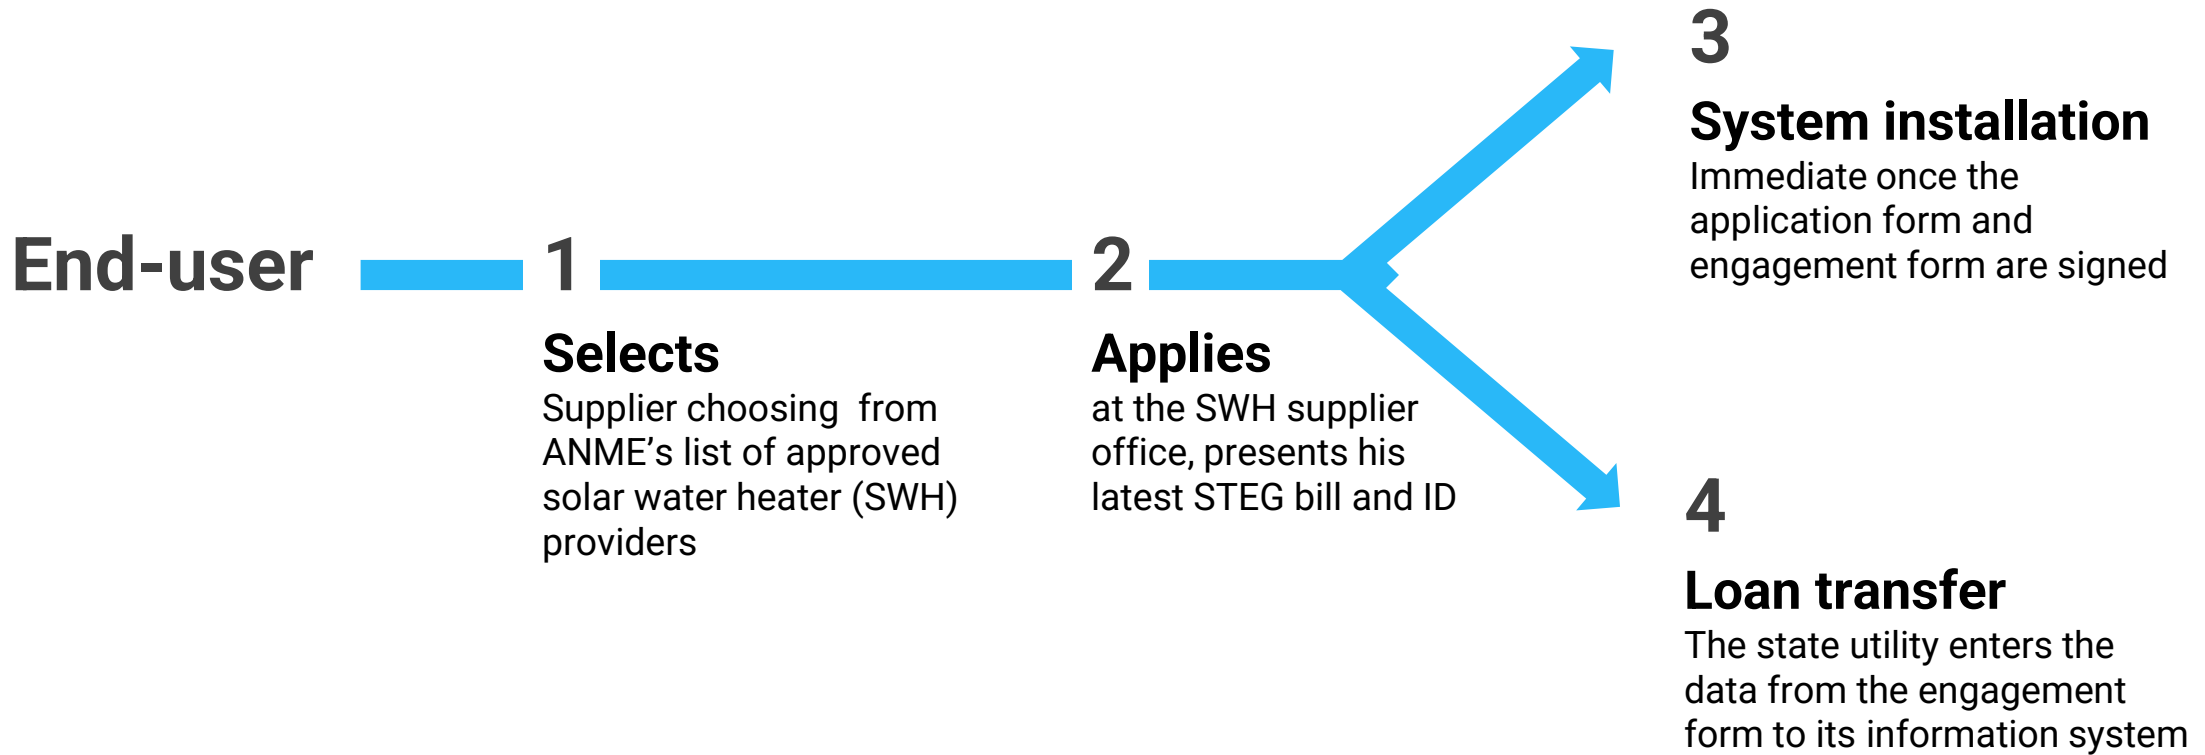 End-user
1
Selects
Supplier choosing  from
ANME’s list of approved
solar water heater (SWH)
providers
2
Applies
at the SWH supplier
office, presents his
latest STEG bill and ID
3
System installation
Immediate once the
application form and
engagement form are signed
4
Loan transfer
The state utility enters the
data from the engagement
form to its information system